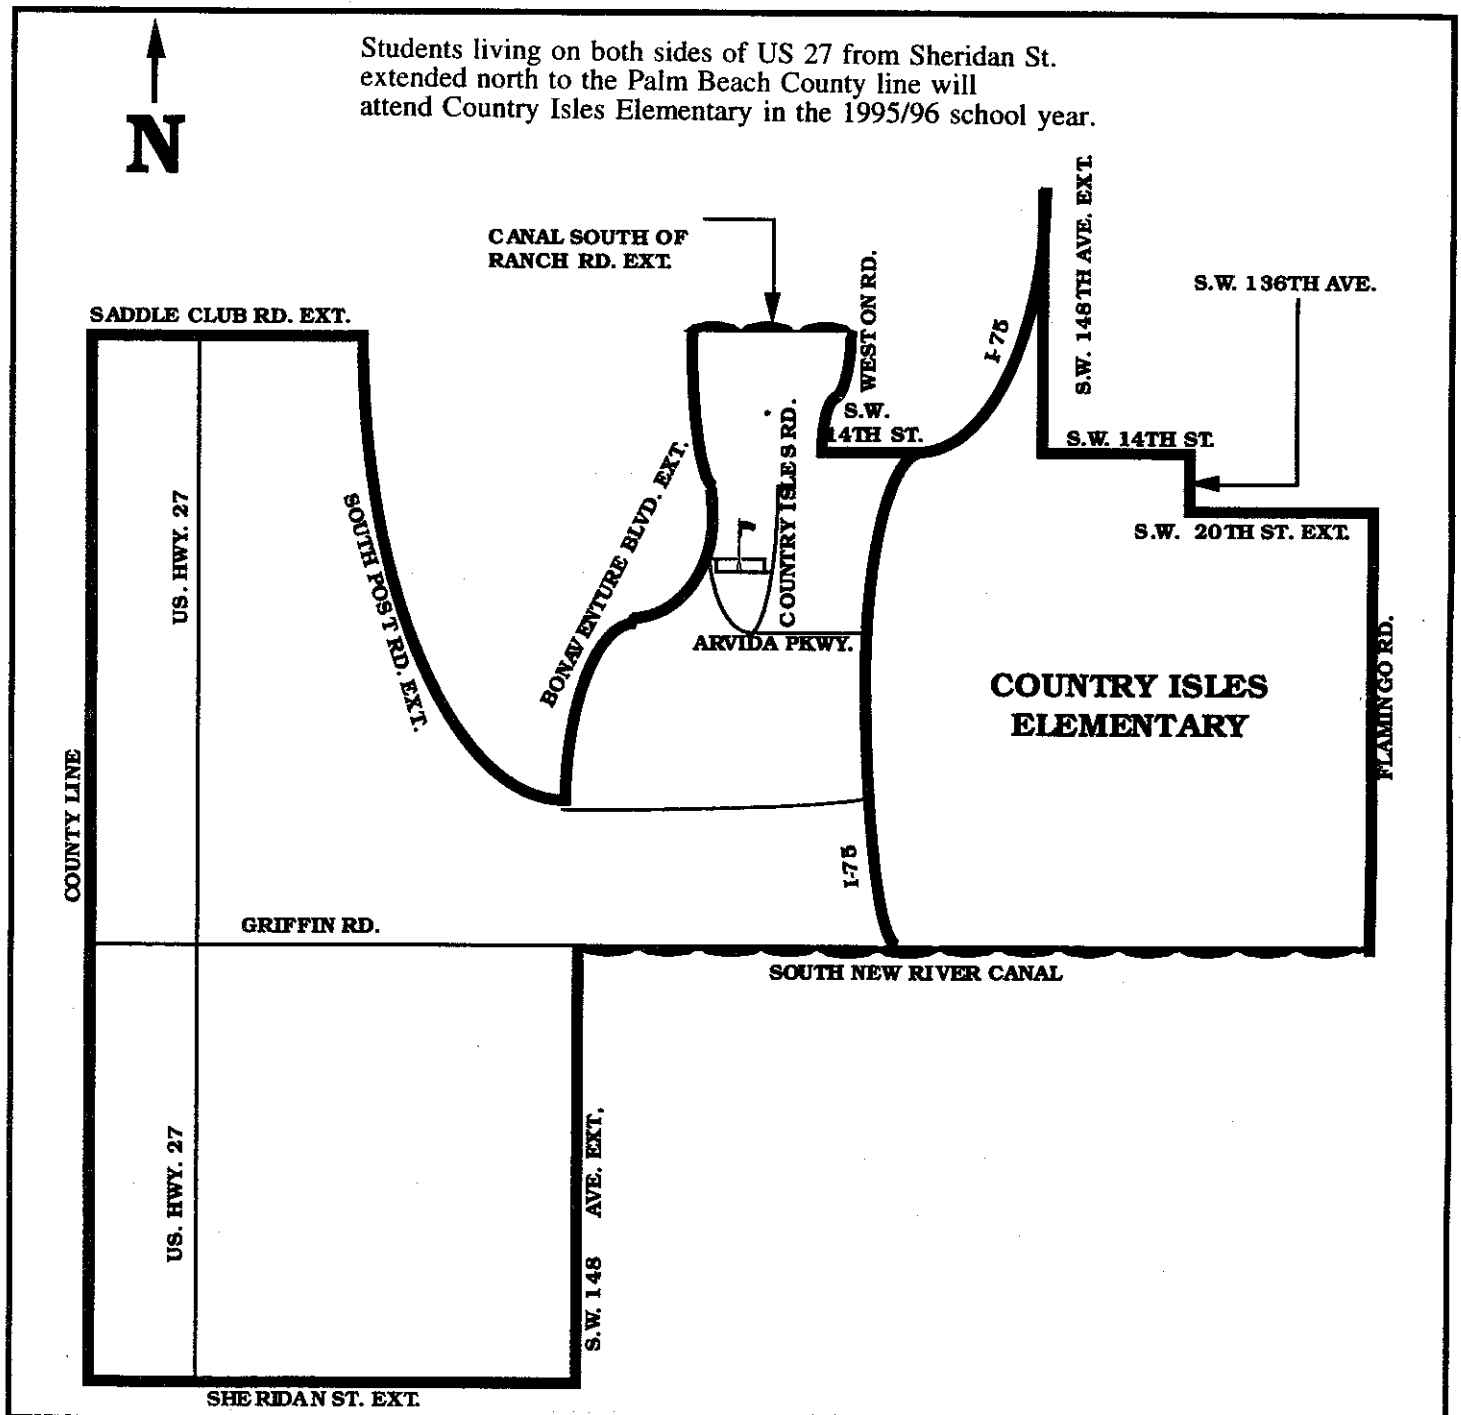 Students living on both sides of US 27 from Sheridan St.
extended north to the Palm Beach County line will
attend Country Isles Elementary in the 1995/96 school year.
N
CANAL SOUTH OF
RANCH RD. EXT.
WESTON RD.
S.W. 148TH AVE. EXT.
S.W. 136TH AVE.
SADDLE CLUB RD. EXT.
I-75
S.W.
14TH ST.
COUNTRY ISLES RD.
S.W. 14TH ST.
BONAVENTURE BLVD. EXT.
US. HWY. 27
SOUTH POST RD. EXT.
S.W. 20TH ST. EXT.
ARVIDA PKWY.
COUNTRY ISLES
ELEMENTARY
FLAMINGO RD.
COUNTY LINE
I-75
GRIFFIN RD.
SOUTH NEW RIVER CANAL
US. HWY. 27
S.W. 148 AVE. EXT.
SHERIDAN ST. EXT.